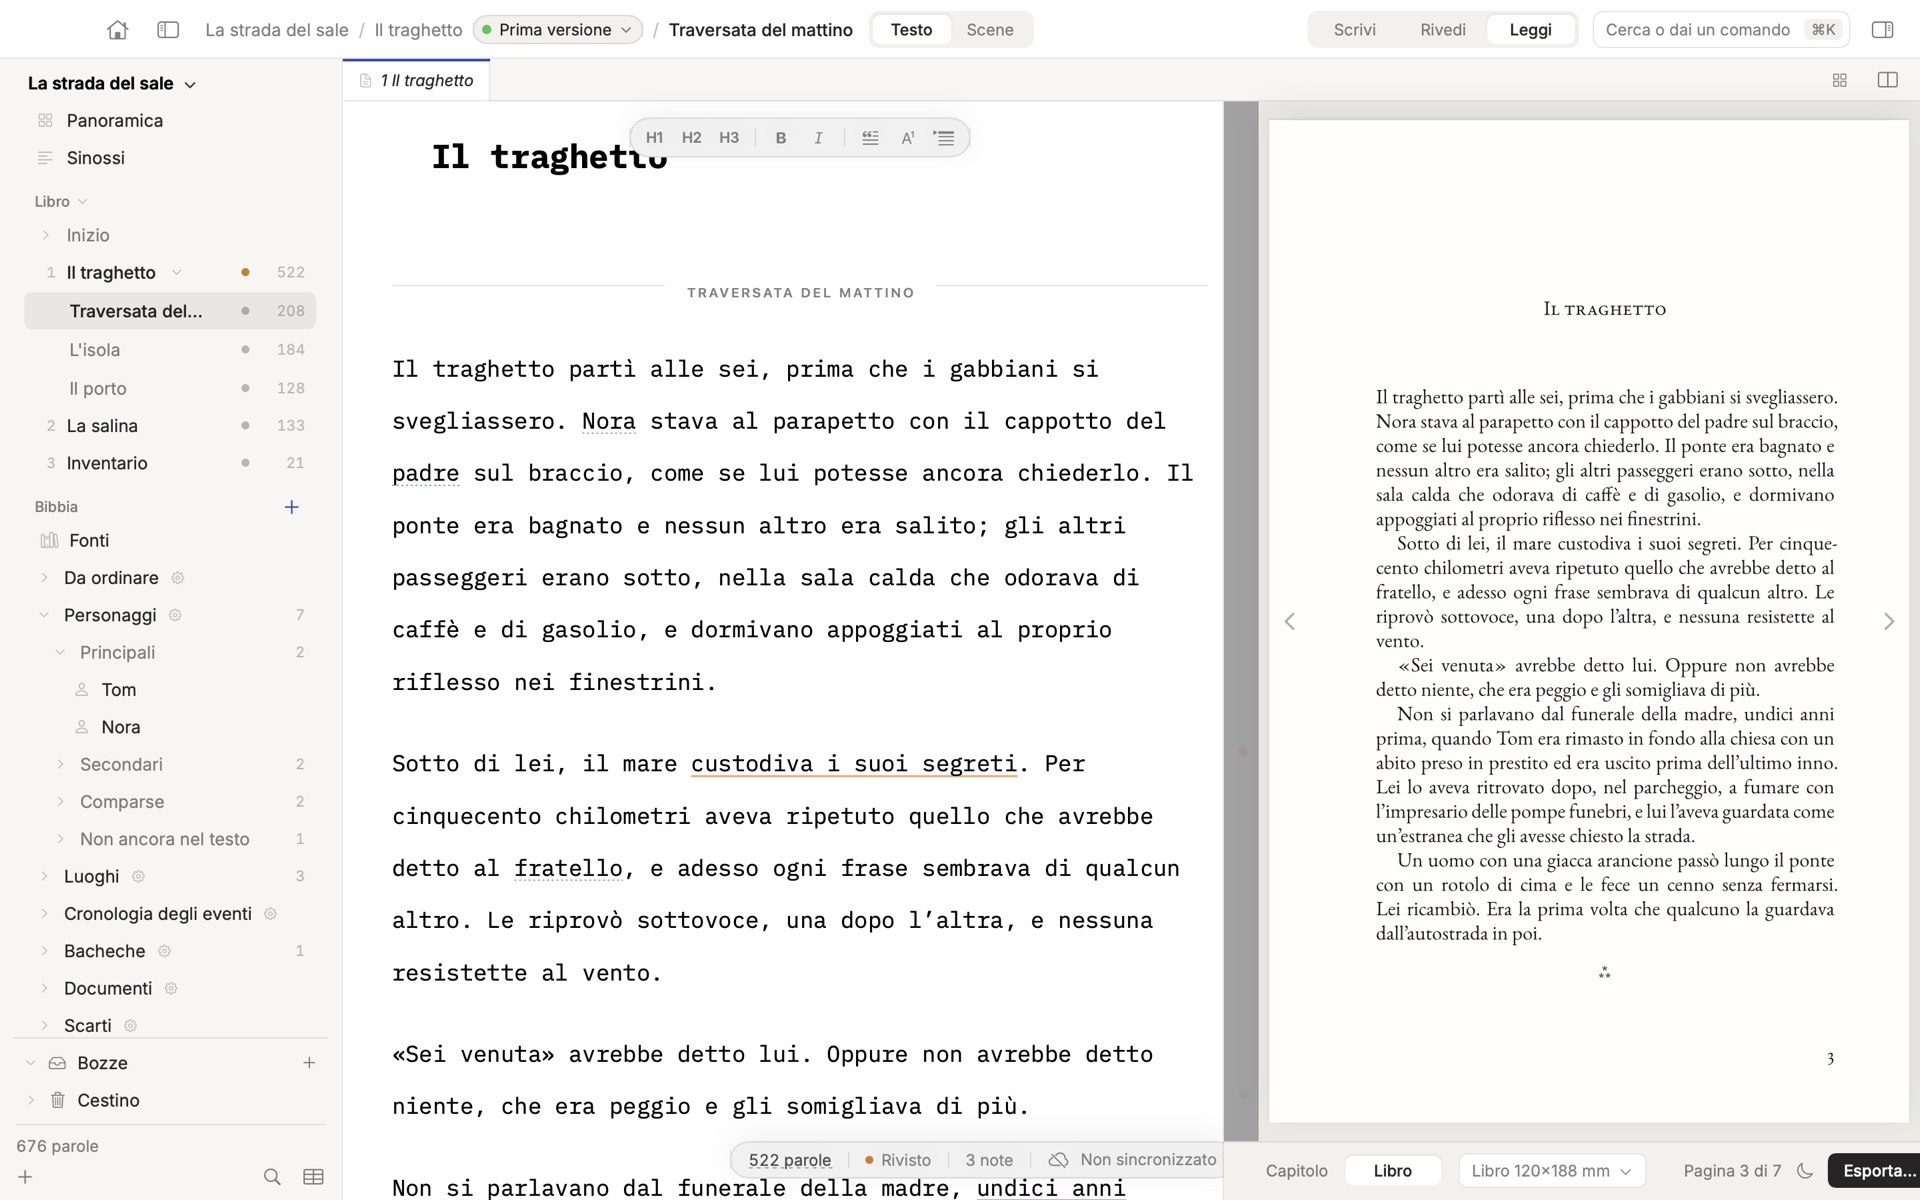 La strada del sale / Il traghetto Prima versione / Traversata del mattino Testo Scene
Scrivi Rivedi Leggi Cerca o dai un comando ⌘K
La strada del sale
Panoramica
Sinossi
Libro
Inizio
1 Il traghetto 522
Traversata del... 208
L'isola 184
Il porto 128
2 La salina 133
3 Inventario 21
Bibbia +
Fonti
Da ordinare
Personaggi 7
Principali 2
Tom
Nora
Secondari 2
Comparse 2
Non ancora nel testo 1
Luoghi 3
Cronologia degli eventi
Bacheche 1
Documenti
Scarti
Bozze +
Cestino
676 parole
+
1 Il traghetto
H1 H2 H3 B I A¹
Il traghetto
TRAVERSATA DEL MATTINO
Il traghetto partì alle sei, prima che i gabbiani si
svegliassero. Nora stava al parapetto con il cappotto del
padre sul braccio, come se lui potesse ancora chiederlo. Il
ponte era bagnato e nessun altro era salito; gli altri
passeggeri erano sotto, nella sala calda che odorava di
caffè e di gasolio, e dormivano appoggiati al proprio
riflesso nei finestrini.
Sotto di lei, il mare custodiva i suoi segreti. Per
cinquecento chilometri aveva ripetuto quello che avrebbe
detto al fratello, e adesso ogni frase sembrava di qualcun
altro. Le riprovò sottovoce, una dopo l’altra, e nessuna
resistette al vento.
«Sei venuta» avrebbe detto lui. Oppure non avrebbe detto
niente, che era peggio e gli somigliava di più.
Non si parlavano dal funerale della madre, undici anni
522 parole Rivisto 3 note Non sincronizzato
Il traghetto
Il traghetto partì alle sei, prima che i gabbiani si svegliassero.
Nora stava al parapetto con il cappotto del padre sul braccio,
come se lui potesse ancora chiederlo. Il ponte era bagnato e
nessun altro era salito; gli altri passeggeri erano sotto, nella
sala calda che odorava di caffè e di gasolio, e dormivano
appoggiati al proprio riflesso nei finestrini.
Sotto di lei, il mare custodiva i suoi segreti. Per cinque-
cento chilometri aveva ripetuto quello che avrebbe detto al
fratello, e adesso ogni frase sembrava di qualcun altro. Le
riprovò sottovoce, una dopo l’altra, e nessuna resistette al
vento.
«Sei venuta» avrebbe detto lui. Oppure non avrebbe
detto niente, che era peggio e gli somigliava di più.
Non si parlavano dal funerale della madre, undici anni
prima, quando Tom era rimasto in fondo alla chiesa con un
abito preso in prestito ed era uscito prima dell’ultimo inno.
Lei lo aveva ritrovato dopo, nel parcheggio, a fumare con
l’impresario delle pompe funebri, e lui l’aveva guardata come
un’estranea che gli avesse chiesto la strada.
Un uomo con una giacca arancione passò lungo il ponte
con un rotolo di cima e le fece un cenno senza fermarsi.
Lei ricambiò. Era la prima volta che qualcuno la guardava
dall’autostrada in poi.
⁂
3
Capitolo Libro Libro 120×188 mm Pagina 3 di 7 Esporta...